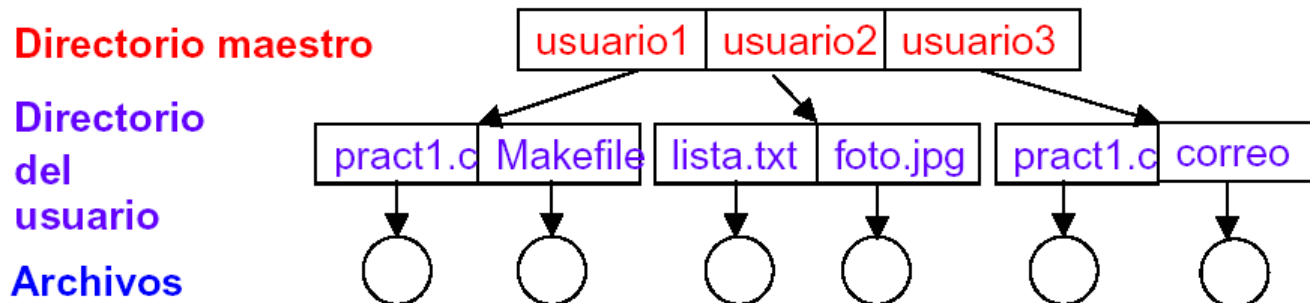 Directorio maestro
usuario1 usuario2 usuario3
Directorio
del
usuario
pract1.c Makefile lista.txt foto.jpg pract1.c correo
Archivos